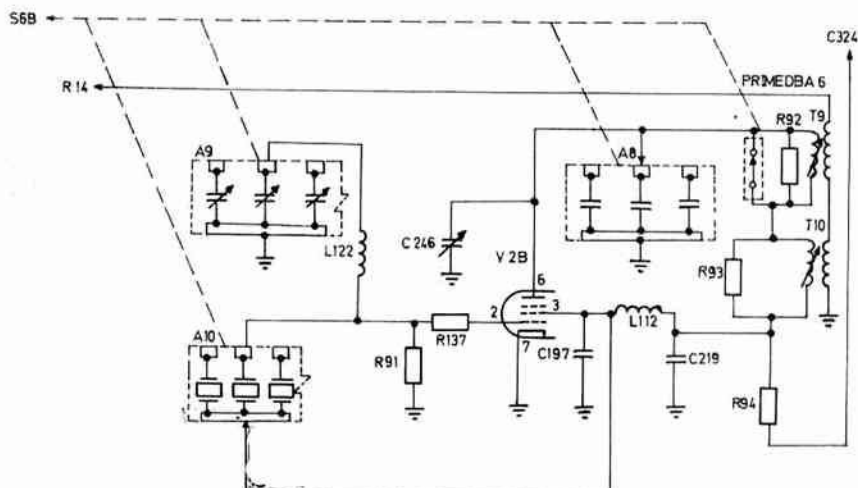 S6B
C324
R14
PRIMEDBA 6
R92
T9
A9
A8
C246
L122
V2B
T10
R93
6
2
3
L112
A10
R137
7
C197
C219
R91
R94